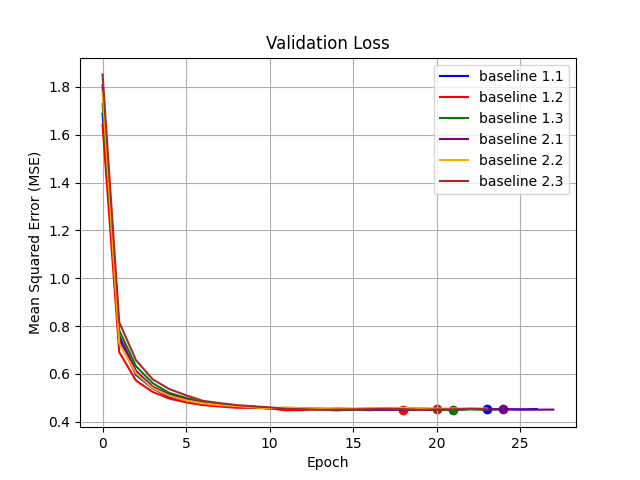 Validation Loss
Mean Squared Error (MSE)
1.8
1.6
1.4
1.2
1.0
0.8
0.6
0.4
0
5
10
15
20
25
Epoch
baseline 1.1
baseline 1.2
baseline 1.3
baseline 2.1
baseline 2.2
baseline 2.3